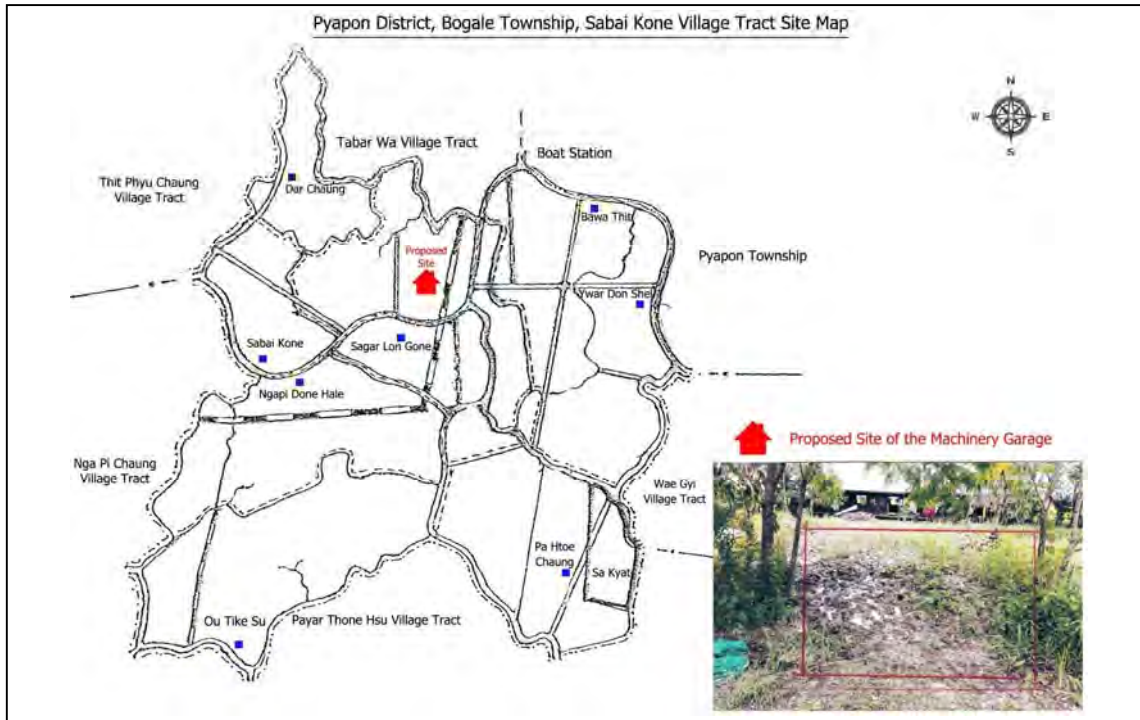 Pyapon District, Bogale Township, Sabai Kone Village Tract Site Map
N
W
E
S
Tabar Wa Village Tract
Boat Station
Thit Phyu Chaung
Village Tract
Dar Chaung
Bawa Thit
Proposed
Site
Pyapon Township
Ywar Don She
Sabai Kone
Sagar Lon Gone
Ngapi Done Hale
Proposed Site of the Machinery Garage
Nga Pi Chaung
Village Tract
Wae Gyi
Village Tract
Pa Htoe
Chaung
Sa Kyat
Ou Tike Su
Payar Thone Hsu Village Tract